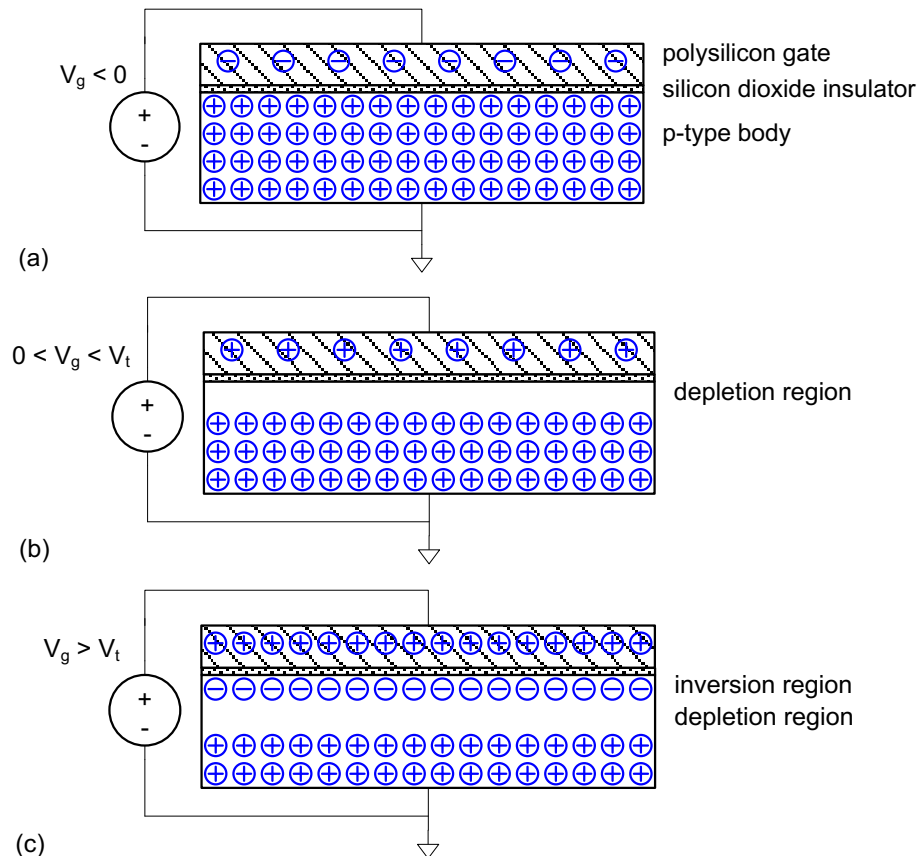 polysilicon gate
V_g < 0
silicon dioxide insulator
+
-
p-type body
(a)
0 < V_g < V_t
+
-
depletion region
(b)
V_g > V_t
+
-
inversion region
depletion region
(c)